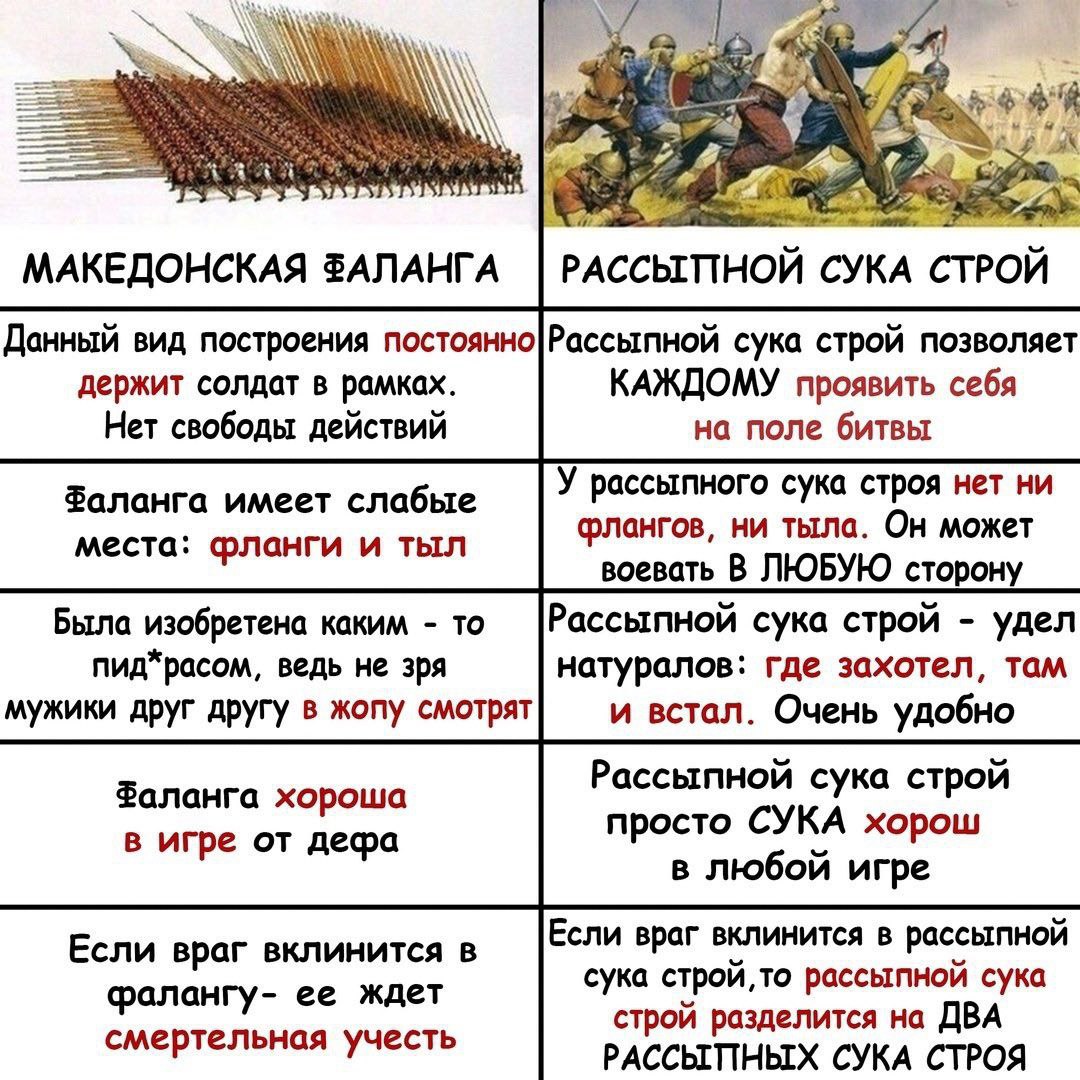 МАКЕДОНСКАЯ ФАЛАНГА
РАССЫПНОЙ СУКА СТРОЙ
Данный вид построения постоянно
держит солдат в рамках.
Нет свободы действий
Рассыпной сука строй позволяет
КАЖДОМУ проявить себя
на поле битвы
Фаланга имеет слабые
места: фланги и тыл
У рассыпного сука строя нет ни
флангов, ни тыла. Он может
воевать В ЛЮБУЮ сторону
Была изобретена каким - то
пид*расом, ведь не зря
мужики друг другу в жопу смотрят
Рассыпной сука строй - удел
натуралов: где захотел, там
и встал. Очень удобно
Фаланга хороша
в игре от дефа
Рассыпной сука строй
просто СУКА хорош
в любой игре
Если враг вклинится в
фалангу- ее ждет
смертельная участь
Если враг вклинится в рассыпной
сука строй,то рассыпной сука
строй разделится на ДВА
РАССЫПНЫХ СУКА СТРОЯ